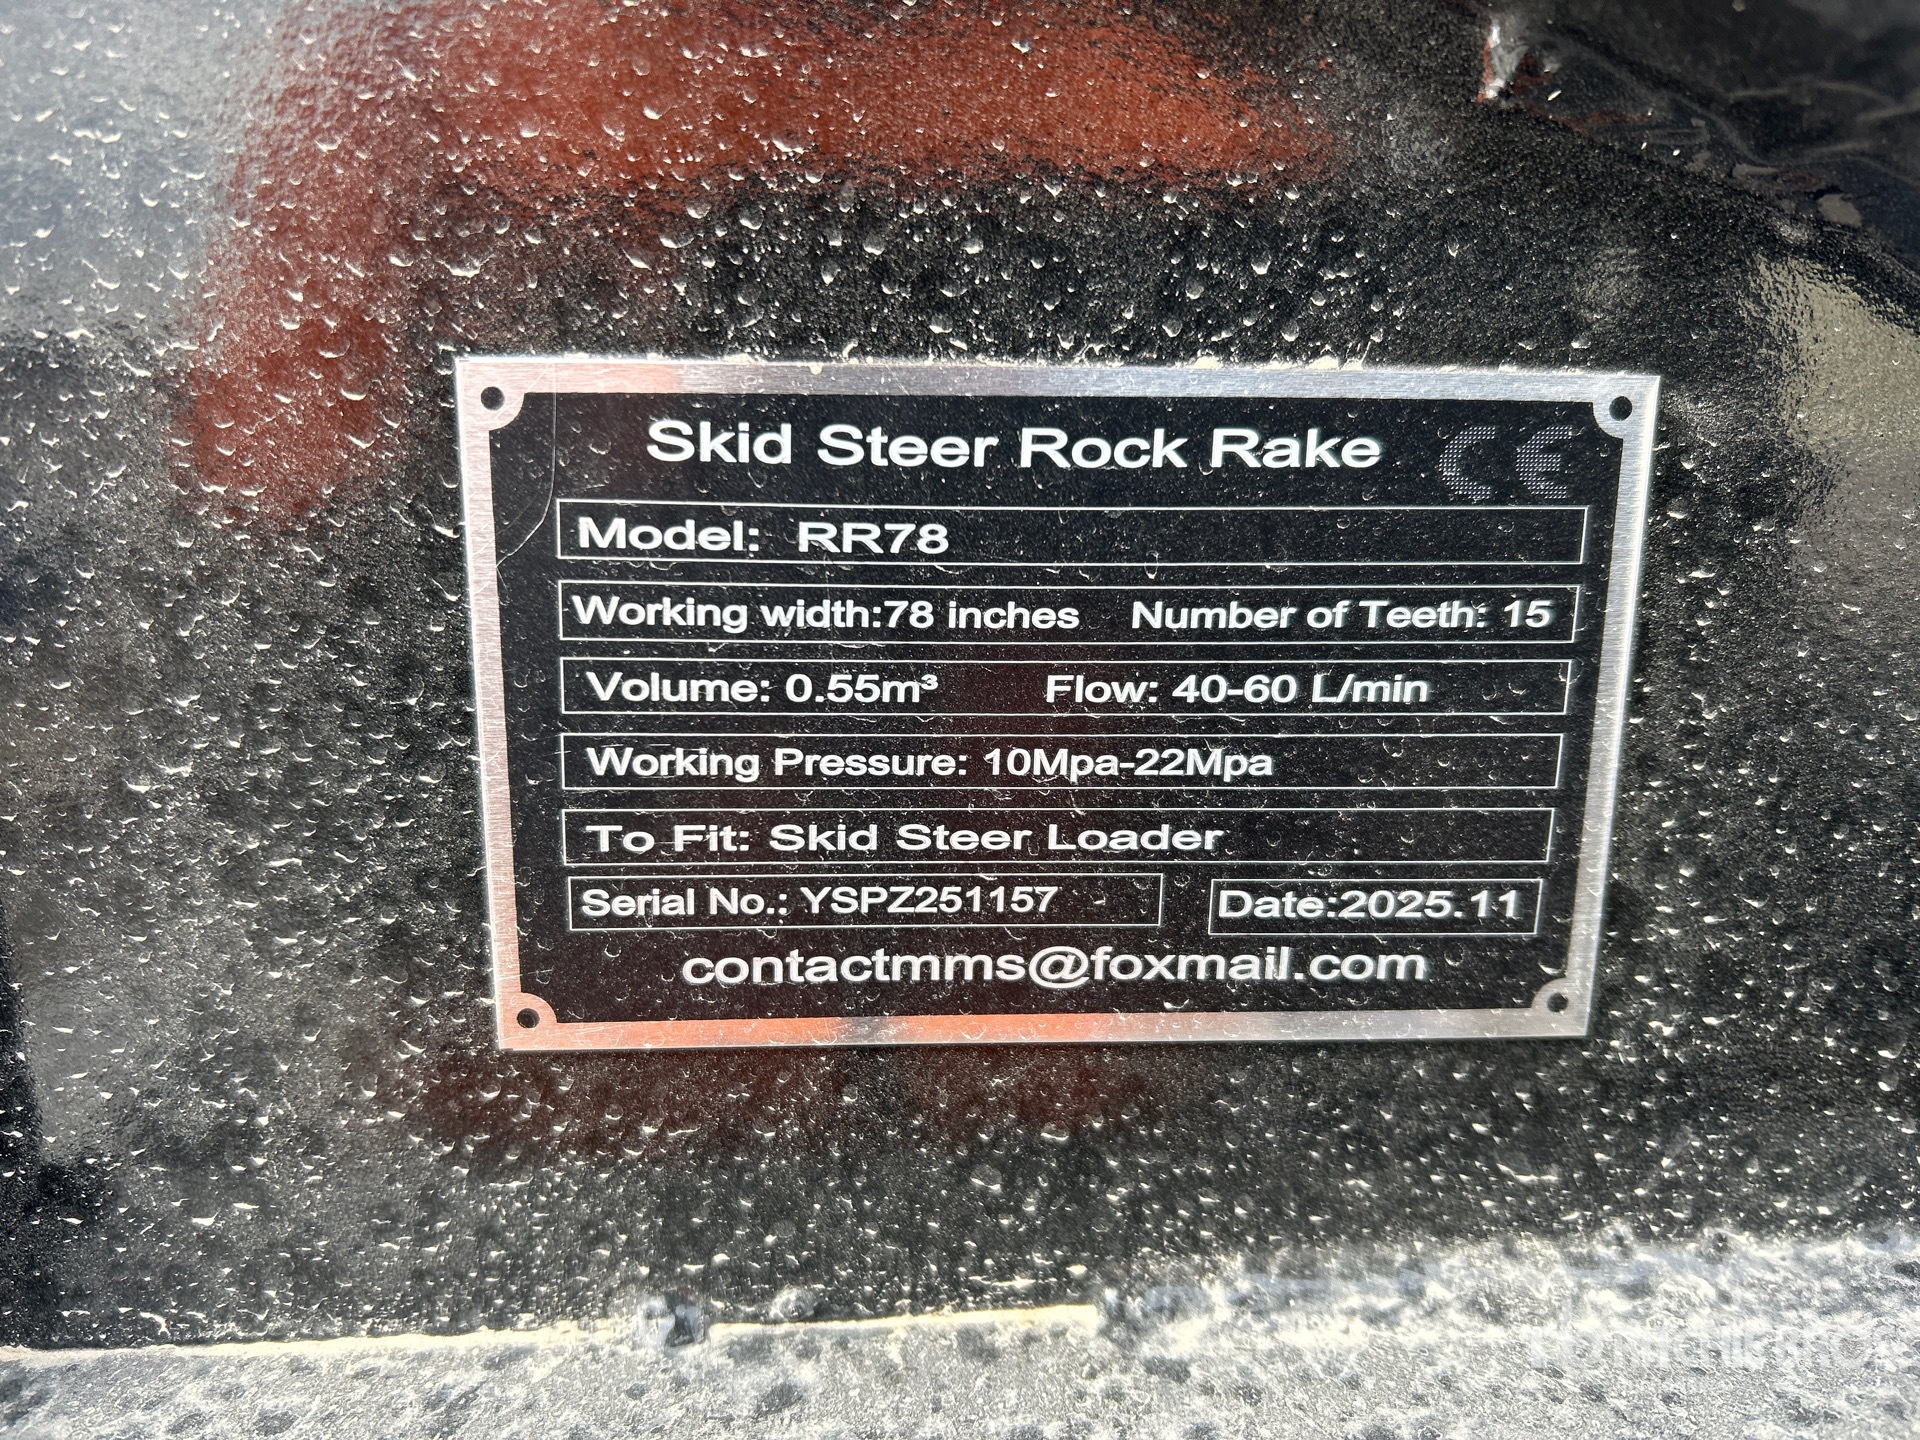 Skid Steer Rock Rake CE
Model: RR78
Working width:78 inches Number of Teeth: 15
Volume: 0.55m³ Flow: 40-60 L/min
Working Pressure: 10Mpa-22Mpa
To Fit: Skid Steer Loader
Serial No.: YSPZ251157 Date:2025.11
contactmms@foxmail.com